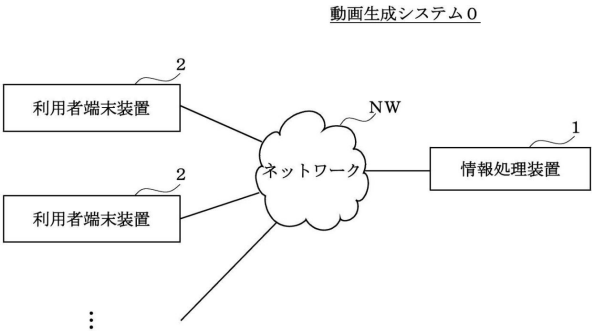 動画生成システム０
2
利用者端末装置
NW
1
ネットワーク
情報処理装置
2
利用者端末装置
⋮